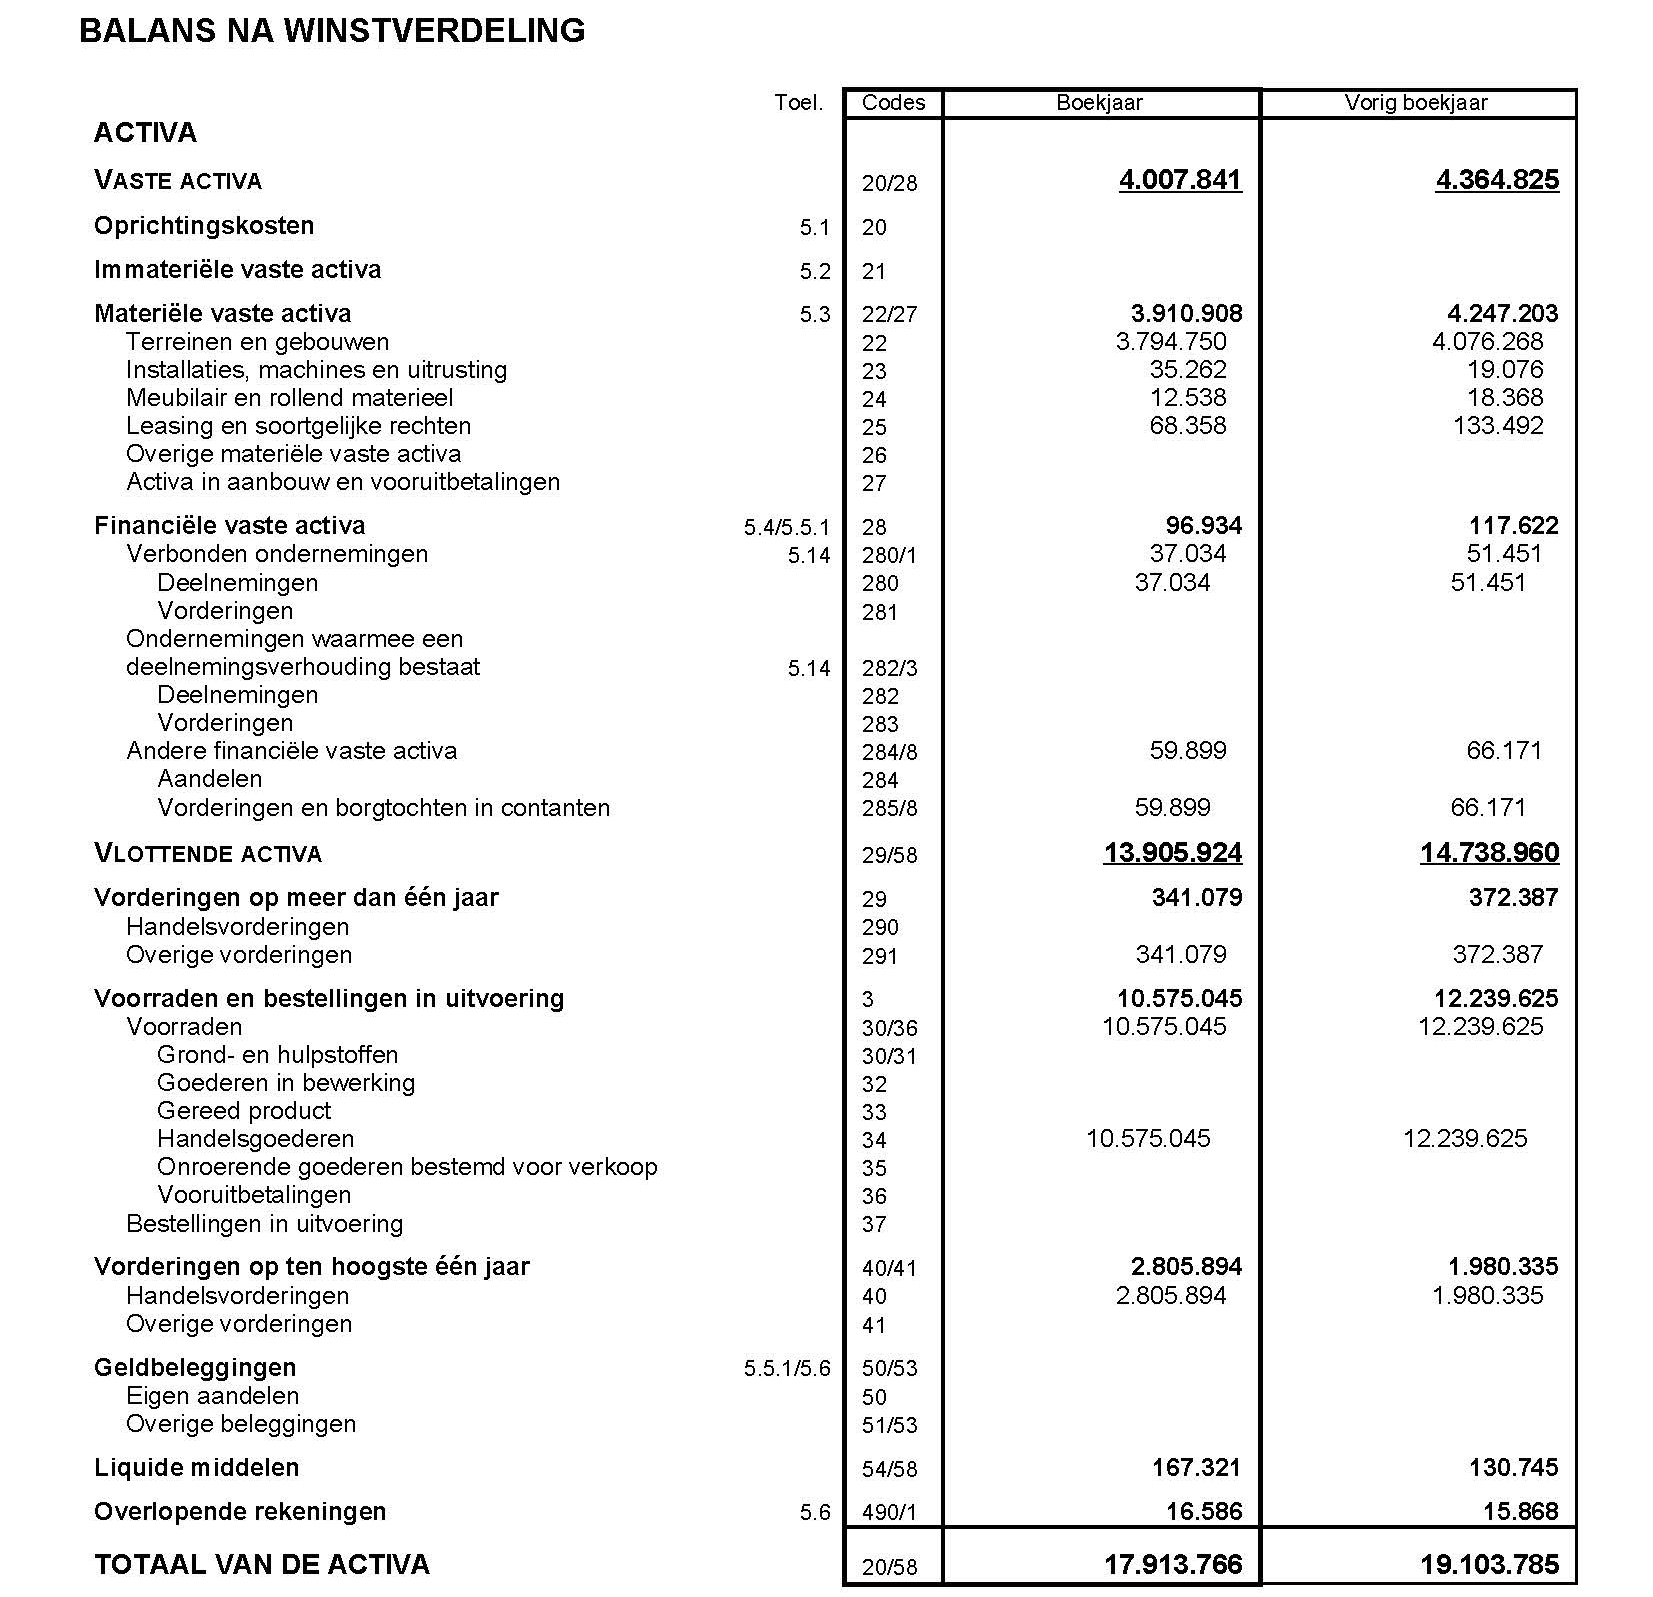 BALANS NA WINSTVERDELING
Toel. Codes Boekjaar Vorig boekjaar
ACTIVA
VASTE ACTIVA 20/28 4.007.841 4.364.825
Oprichtingskosten 5.1 20
Immateriële vaste activa 5.2 21
Materiële vaste activa 5.3 22/27 3.910.908 4.247.203
Terreinen en gebouwen 22 3.794.750 4.076.268
Installaties, machines en uitrusting 23 35.262 19.076
Meubilair en rollend materieel 24 12.538 18.368
Leasing en soortgelijke rechten 25 68.358 133.492
Overige materiële vaste activa 26
Activa in aanbouw en vooruitbetalingen 27
Financiële vaste activa 5.4/5.5.1 28 96.934 117.622
Verbonden ondernemingen 5.14 280/1 37.034 51.451
Deelnemingen 280 37.034 51.451
Vorderingen 281
Ondernemingen waarmee een
deelnemingsverhouding bestaat 5.14 282/3
Deelnemingen 282
Vorderingen 283
Andere financiële vaste activa 284/8 59.899 66.171
Aandelen 284
Vorderingen en borgtochten in contanten 285/8 59.899 66.171
VLOTTENDE ACTIVA 29/58 13.905.924 14.738.960
Vorderingen op meer dan één jaar 29 341.079 372.387
Handelsvorderingen 290
Overige vorderingen 291 341.079 372.387
Voorraden en bestellingen in uitvoering 3 10.575.045 12.239.625
Voorraden 30/36 10.575.045 12.239.625
Grond- en hulpstoffen 30/31
Goederen in bewerking 32
Gereed product 33
Handelsgoederen 34 10.575.045 12.239.625
Onroerende goederen bestemd voor verkoop 35
Vooruitbetalingen 36
Bestellingen in uitvoering 37
Vorderingen op ten hoogste één jaar 40/41 2.805.894 1.980.335
Handelsvorderingen 40 2.805.894 1.980.335
Overige vorderingen 41
Geldbeleggingen 5.5.1/5.6 50/53
Eigen aandelen 50
Overige beleggingen 51/53
Liquide middelen 54/58 167.321 130.745
Overlopende rekeningen 5.6 490/1 16.586 15.868
TOTAAL VAN DE ACTIVA 20/58 17.913.766 19.103.785